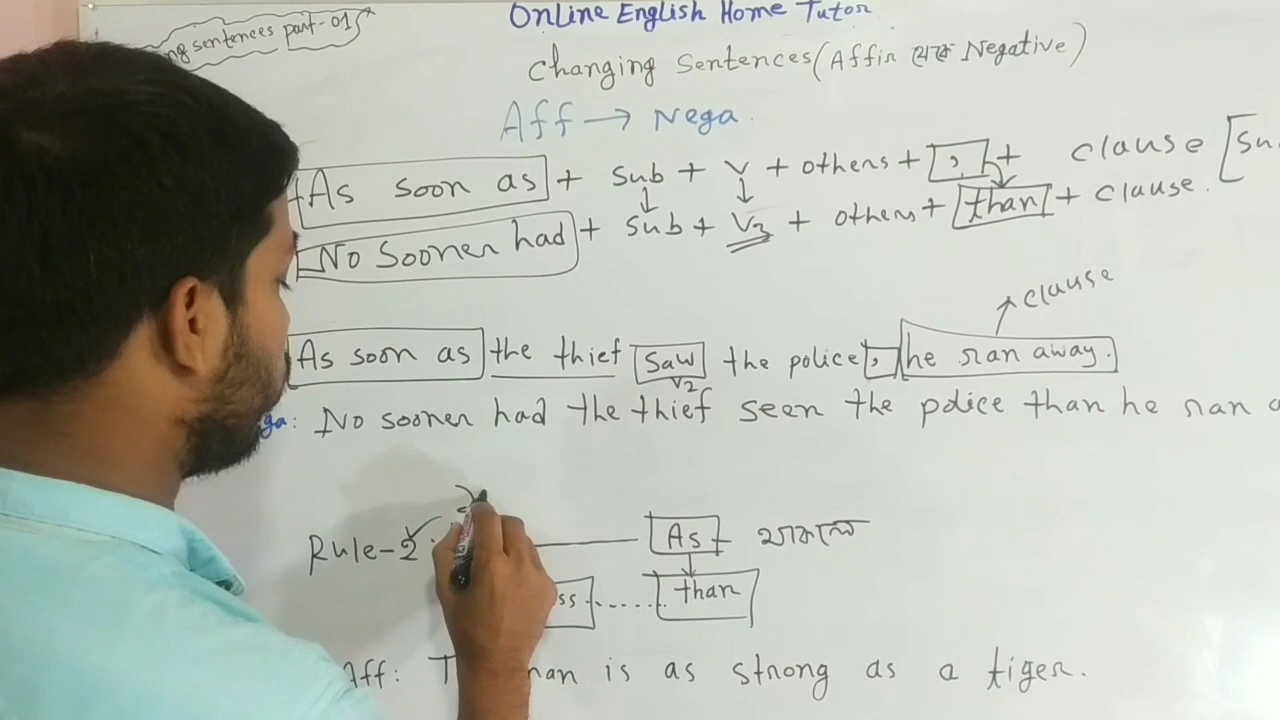 Online English Home Tutor
sentences part-01
Changing Sentences (Affir থেকে Negative)
Aff → Nega.
As soon as + sub + v + others + , + clause [Su
No Sooner had + sub + V3 + others + than + clause.
clause
As soon as the thief saw the police, he ran away.
V2
ga: No sooner had the thief seen the police than he ran a
Rule-2 As থাকলে
ss ...... than
Aff: T man is as strong as a tiger.